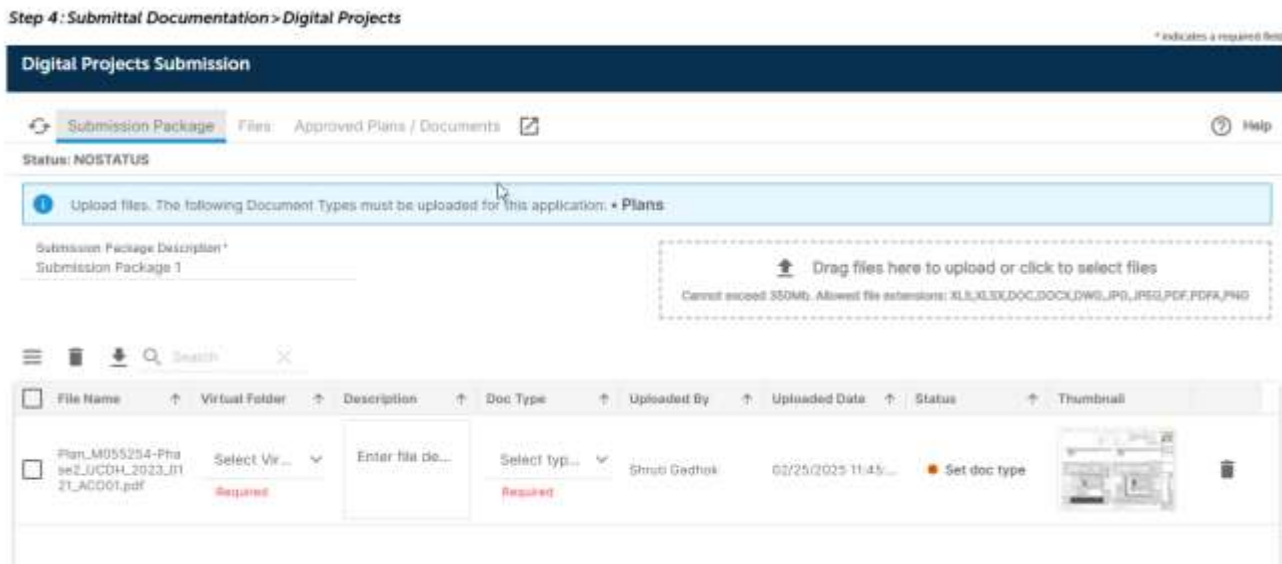 Step 4: Submittal Documentation > Digital Projects
* indicates a required field
Digital Projects Submission
Submission Package Files Approved Plans / Documents Help
Status: NOSTATUS
Upload files. The following Document Types must be uploaded for this application: • Plans
Submission Package Description *
Submission Package 1
Drag files here to upload or click to select files
Cannot exceed 350Mb. Allowed file extensions: XLS,XLSX,DOC,DOCX,DWG,JPG,JPEG,PDF,PDFA,PNG
Search
File Name Virtual Folder Description Doc Type Uploaded By Uploaded Date Status Thumbnail
Plan_M055254-Pha
se2_UCDH_2023_01
21_ACD01.pdf
Select Vir... Enter file de... Select typ... Shruti Gadhok 02/25/2025 11:45:... Set doc type
Required Required